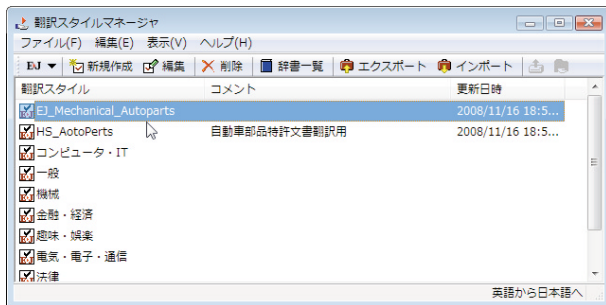 翻訳スタイルマネージャ
ファイル(F) 編集(E) 表示(V) ヘルプ(H)
EJ 新規作成 編集 削除 辞書一覧 エクスポート インポート
翻訳スタイル コメント 更新日時
EJ_Mechanical_Autoparts 2008/11/16 18:5...
HS_AotoPerts 自動車部品特許文書翻訳用 2008/11/16 18:5...
コンピュータ・IT
一般
機械
金融・経済
趣味・娯楽
電気・電子・通信
法律
英語から日本語へ